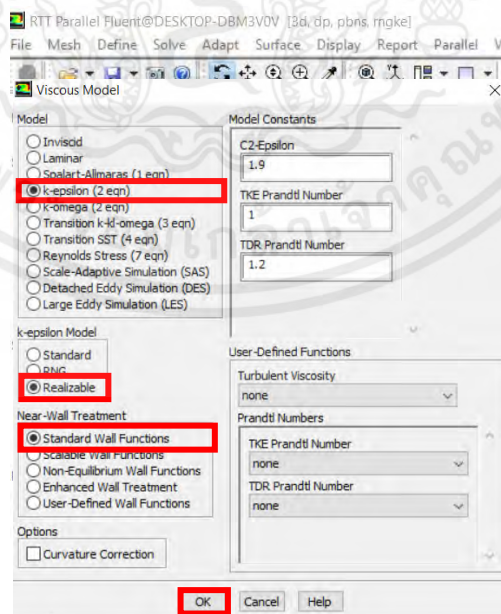 RTT Parallel Fluent@DESKTOP-DBM3V0V [3d, dp, pbns, rngke]
File Mesh Define Solve Adapt Surface Display Report Parallel
Viscous Model
Model
Inviscid
Laminar
Spalart-Allmaras (1 eqn)
k-epsilon (2 eqn)
k-omega (2 eqn)
Transition k-kl-omega (3 eqn)
Transition SST (4 eqn)
Reynolds Stress (7 eqn)
Scale-Adaptive Simulation (SAS)
Detached Eddy Simulation (DES)
Large Eddy Simulation (LES)
k-epsilon Model
Standard
RNG
Realizable
Near-Wall Treatment
Standard Wall Functions
Scalable Wall Functions
Non-Equilibrium Wall Functions
Enhanced Wall Treatment
User-Defined Wall Functions
Options
Curvature Correction
Model Constants
C2-Epsilon
1.9
TKE Prandtl Number
1
TDR Prandtl Number
1.2
User-Defined Functions
Turbulent Viscosity
none
Prandtl Numbers
TKE Prandtl Number
none
TDR Prandtl Number
none
OK Cancel Help